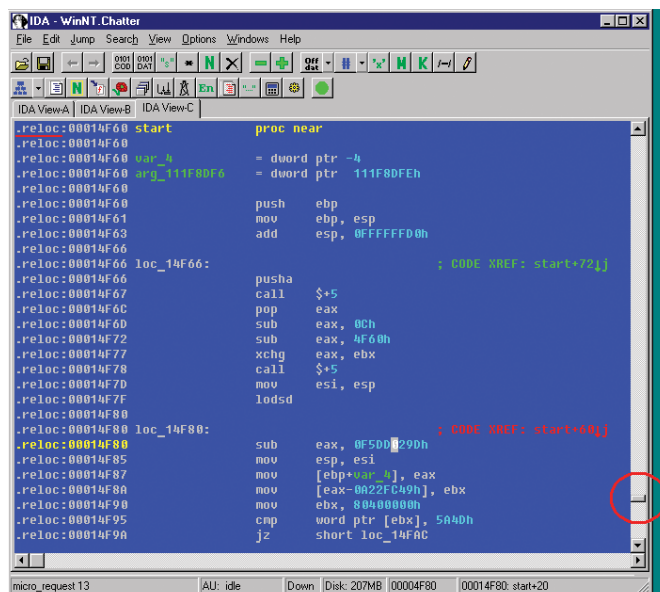 IDA - WinNT.Chatter
File Edit Jump Search View Options Windows Help
0101 COD 0101 DAT "s" * N X Off dat # 'x' M K
N En
IDA View-A IDA View-B IDA View-C
.reloc:00014F60 start proc near
.reloc:00014F60
.reloc:00014F60 var_4 = dword ptr -4
.reloc:00014F60 arg_111F8DF6 = dword ptr 111F8DFEh
.reloc:00014F60
.reloc:00014F60 push ebp
.reloc:00014F61 mov ebp, esp
.reloc:00014F63 add esp, 0FFFFFFD0h
.reloc:00014F66
.reloc:00014F66 loc_14F66: ; CODE XREF: start+72↓j
.reloc:00014F66 pusha
.reloc:00014F67 call $+5
.reloc:00014F6C pop eax
.reloc:00014F6D sub eax, 0Ch
.reloc:00014F72 sub eax, 4F60h
.reloc:00014F77 xchg eax, ebx
.reloc:00014F78 call $+5
.reloc:00014F7D mov esi, esp
.reloc:00014F7F lodsd
.reloc:00014F80
.reloc:00014F80 loc_14F80: ; CODE XREF: start+60↓j
.reloc:00014F80 sub eax, 0F5DD029Dh
.reloc:00014F85 mov esp, esi
.reloc:00014F87 mov [ebp+var_4], eax
.reloc:00014F8A mov [eax-0A22FC49h], ebx
.reloc:00014F90 mov ebx, 80400000h
.reloc:00014F95 cmp word ptr [ebx], 5A4Dh
.reloc:00014F9A jz short loc_14FAC
micro_request 13 AU: idle Down Disk: 207MB 00004F80 00014F80: start+20